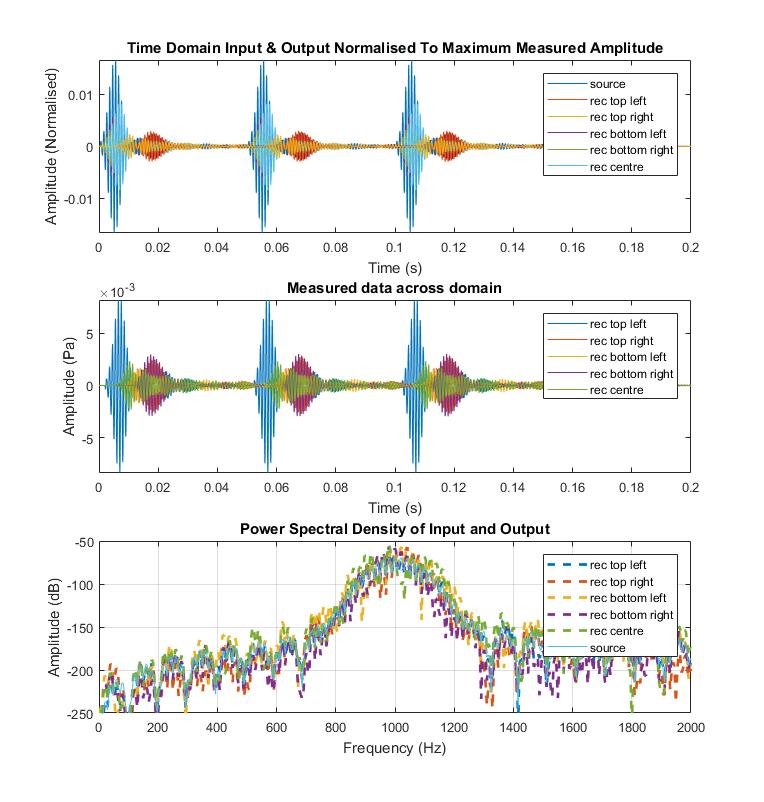 Time Domain Input & Output Normalised To Maximum Measured Amplitude
Amplitude (Normalised)
0.01
0
-0.01
source
rec top left
rec top right
rec bottom left
rec bottom right
rec centre
0 0.02 0.04 0.06 0.08 0.1 0.12 0.14 0.16 0.18 0.2
Time (s)
Measured data across domain
×10⁻³
Amplitude (Pa)
5
0
-5
rec top left
rec top right
rec bottom left
rec bottom right
rec centre
0 0.02 0.04 0.06 0.08 0.1 0.12 0.14 0.16 0.18 0.2
Time (s)
Power Spectral Density of Input and Output
Amplitude (dB)
-50
-100
-150
-200
-250
rec top left
rec top right
rec bottom left
rec bottom right
rec centre
source
0 200 400 600 800 1000 1200 1400 1600 1800 2000
Frequency (Hz)